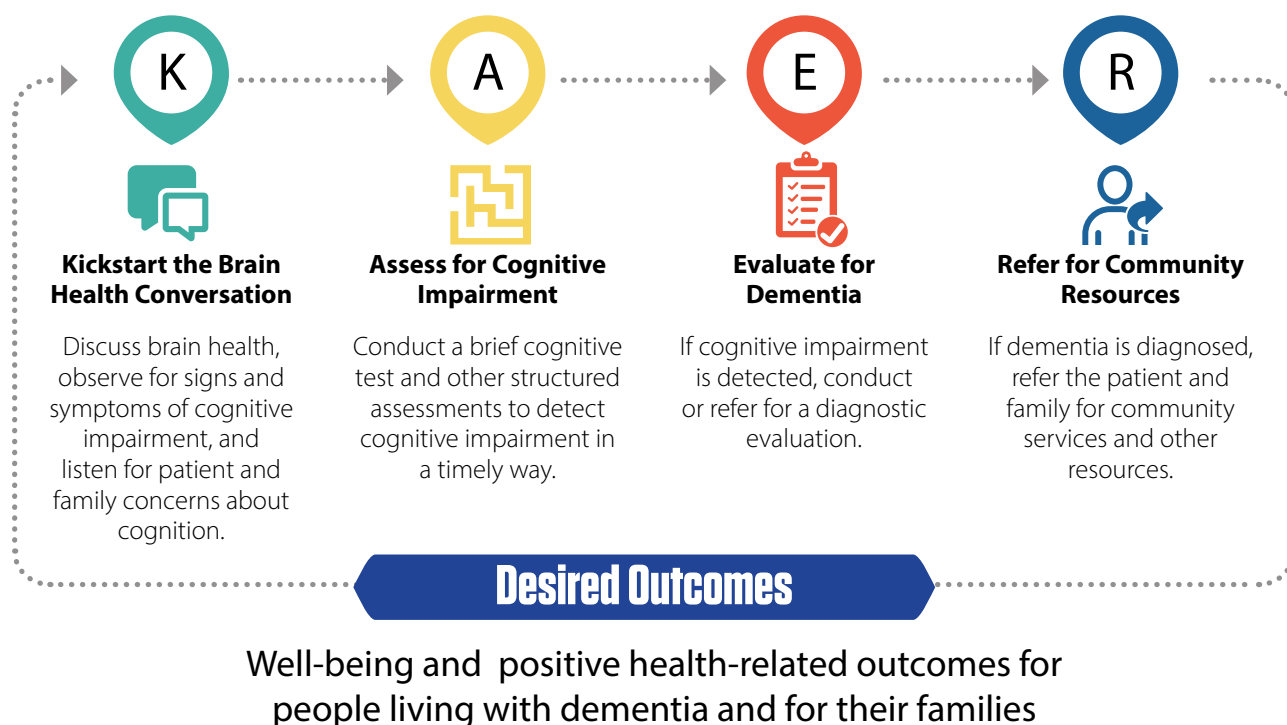 K
A
E
R
Kickstart the Brain
Health Conversation
Discuss brain health,
observe for signs and
symptoms of cognitive
impairment, and
listen for patient and
family concerns about
cognition.
Assess for Cognitive
Impairment
Conduct a brief cognitive
test and other structured
assessments to detect
cognitive impairment in
a timely way.
Evaluate for
Dementia
If cognitive impairment
is detected, conduct
or refer for a diagnostic
evaluation.
Refer for Community
Resources
If dementia is diagnosed,
refer the patient and
family for community
services and other
resources.
Desired Outcomes
Well-being and positive health-related outcomes for
people living with dementia and for their families